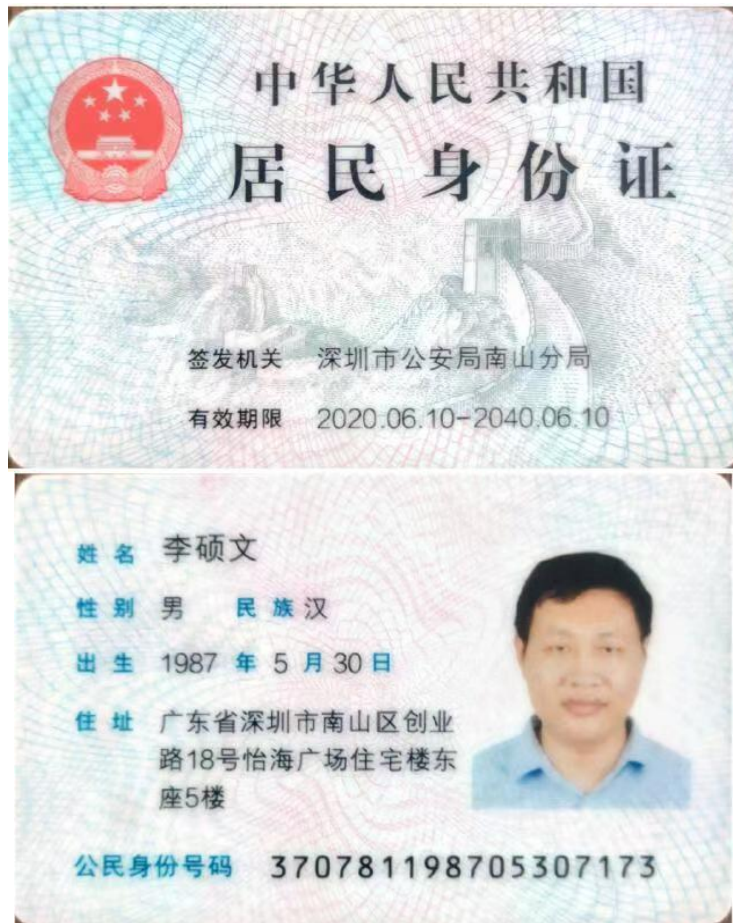 中华人民共和国
居民身份证
签发机关 深圳市公安局南山分局
有效期限 2020.06.10-2040.06.10
姓名 李硕文
性别 男 民族 汉
出生 1987 年 5 月 30 日
住址 广东省深圳市南山区创业
路18号怡海广场住宅楼东
座5楼
公民身份号码 370781198705307173